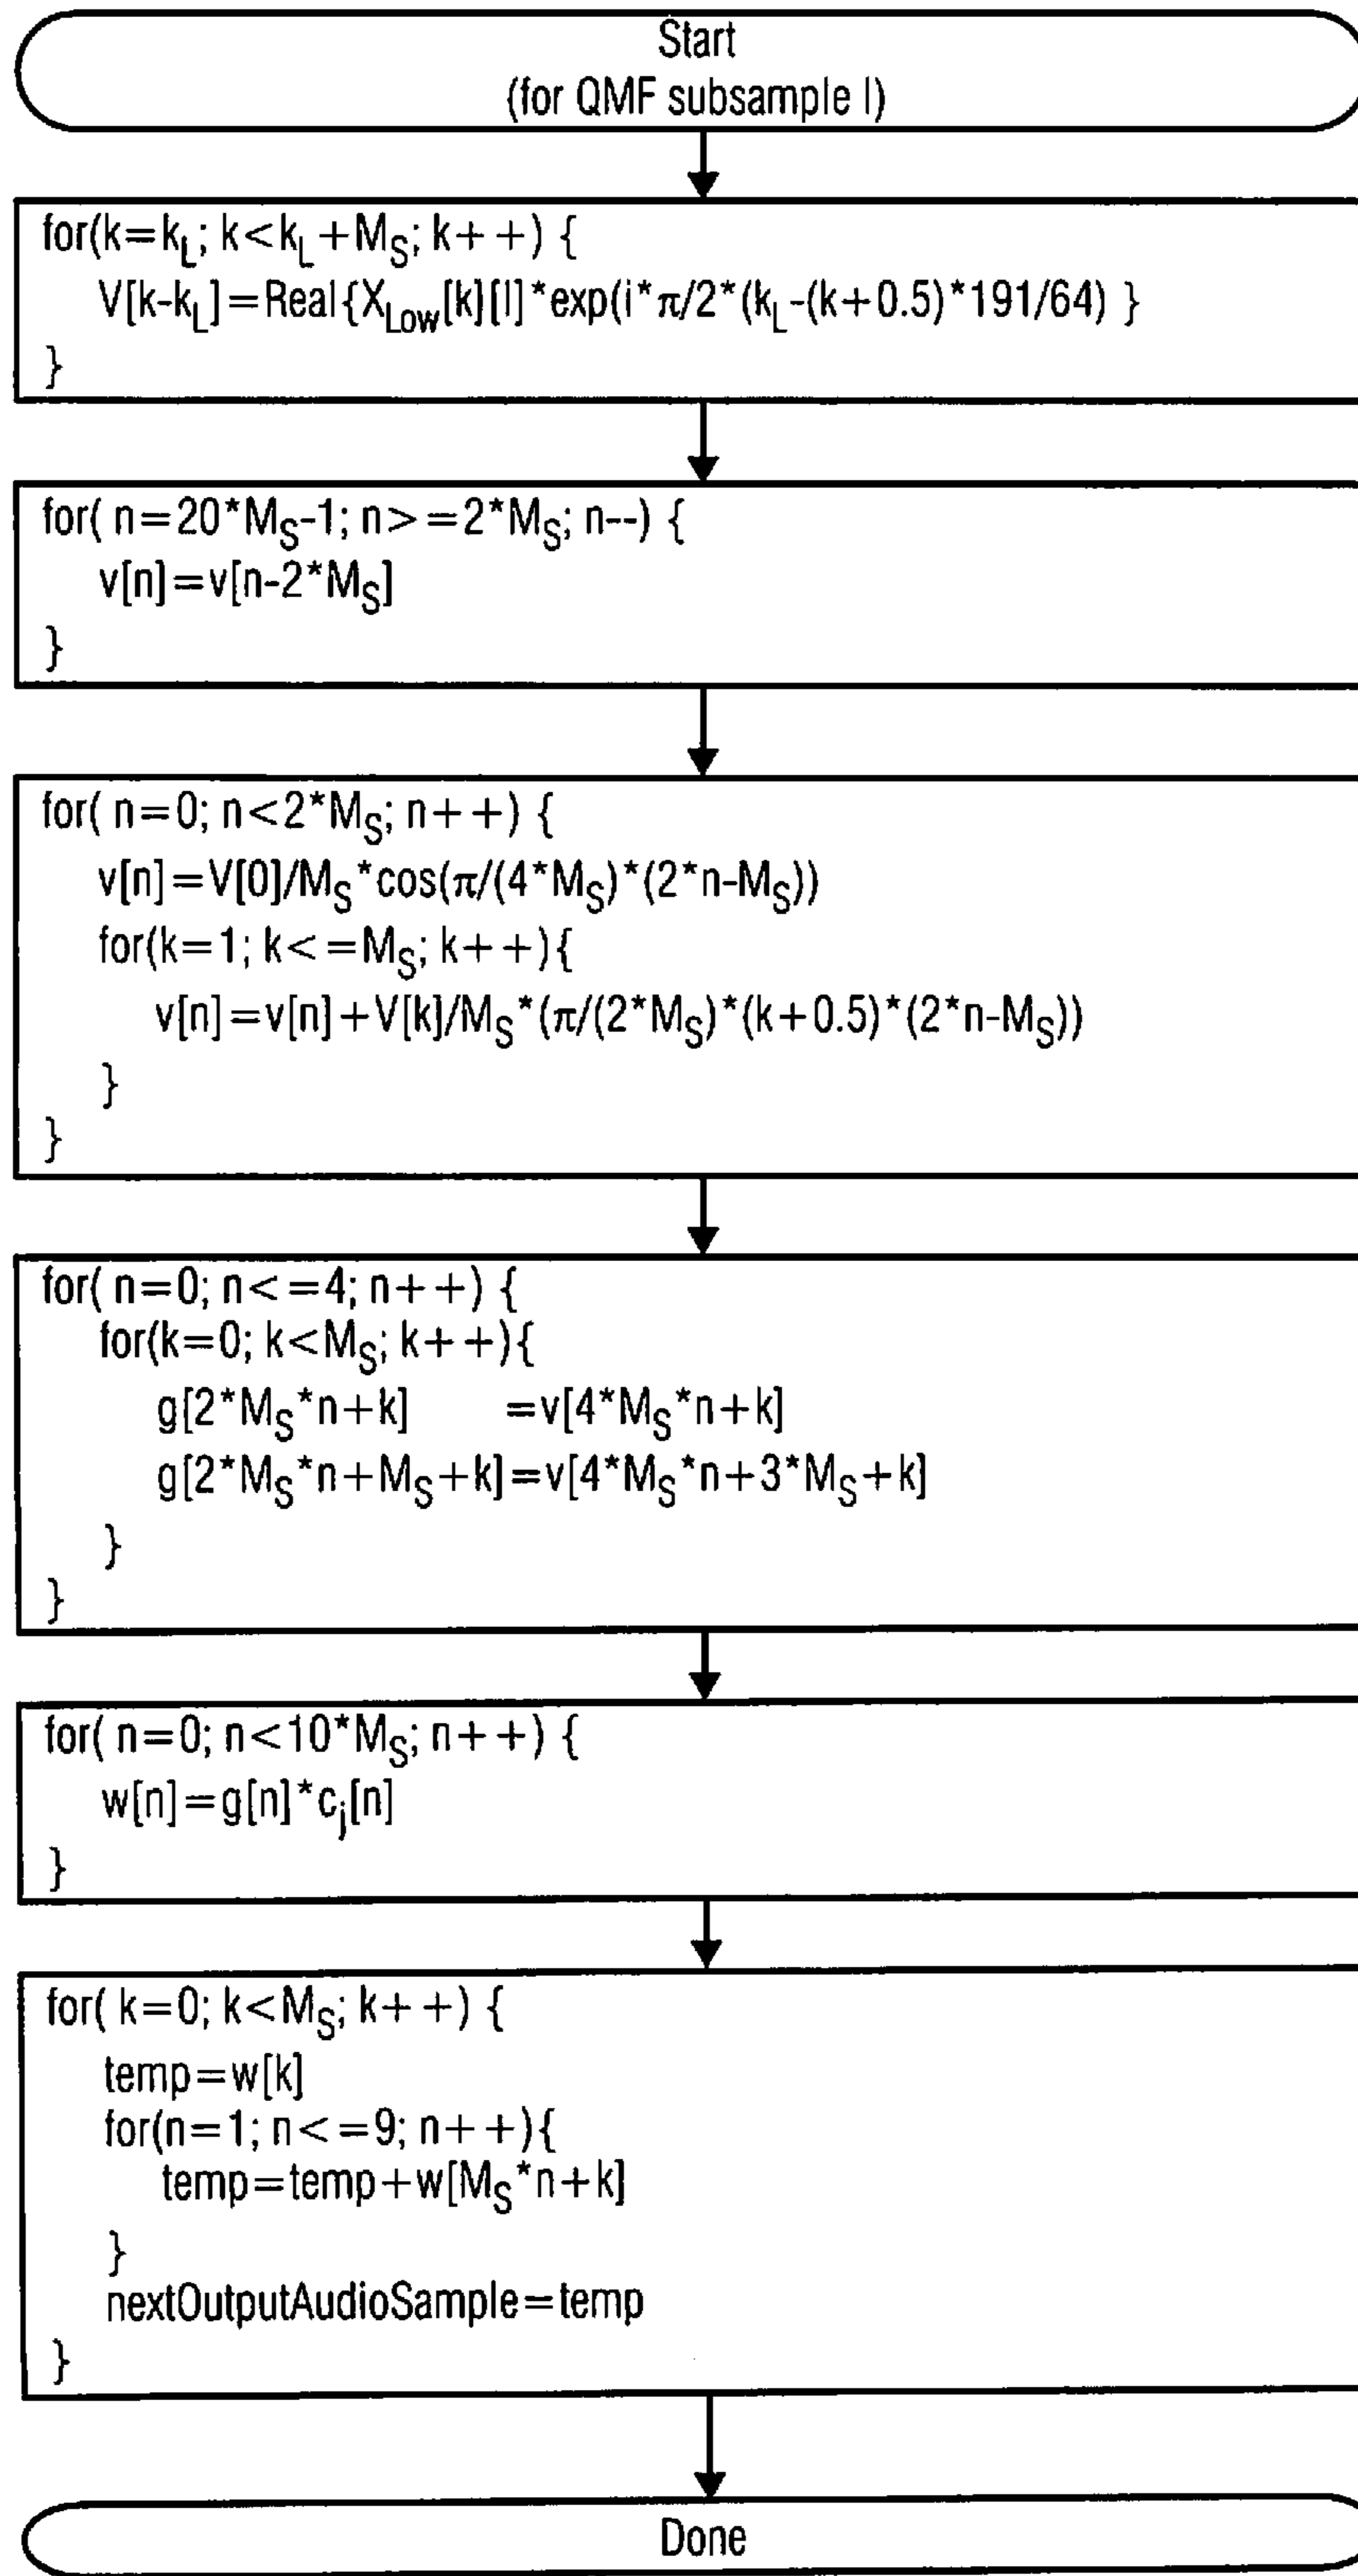 Start
(for QMF subsample l)
for(k=k_L; k<k_L+M_S; k++) {
V[k-k_L]=Real{X_Low[k][l]*exp(i*π/2*(k_L-(k+0.5)*191/64) }
}
for( n=20*M_S-1; n>=2*M_S; n--) {
v[n]=v[n-2*M_S]
}
for( n=0; n<2*M_S; n++) {
v[n]=V[0]/M_S*cos(π/(4*M_S)*(2*n-M_S))
for(k=1; k<=M_S; k++){
v[n]=v[n]+V[k]/M_S*(π/(2*M_S)*(k+0.5)*(2*n-M_S))
}
}
for( n=0; n<=4; n++) {
for(k=0; k<M_S; k++){
g[2*M_S*n+k] =v[4*M_S*n+k]
g[2*M_S*n+M_S+k]=v[4*M_S*n+3*M_S+k]
}
}
for( n=0; n<10*M_S; n++) {
w[n]=g[n]*c_j[n]
}
for( k=0; k<M_S; k++) {
temp=w[k]
for(n=1; n<=9; n++){
temp=temp+w[M_S*n+k]
}
nextOutputAudioSample=temp
}
Done